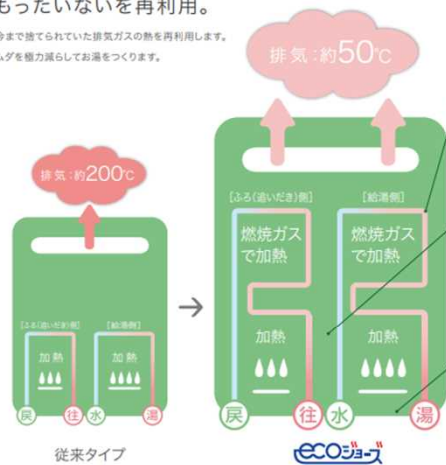 もったいないを再利用。
今まで捨てられていた排気ガスの熱を再利用します。
ムダを極力減らしてお湯をつくります。
排気:約50℃
排気:約200℃
[ふろ(追いだき)側]
[給湯側]
燃焼ガス
で加熱
燃焼ガス
で加熱
[ふろ(追いだき)側]
[給湯側]
加熱
加熱
加熱
加熱
戻
往
水
湯
戻
往
水
湯
従来タイプ
ecoジョーズ